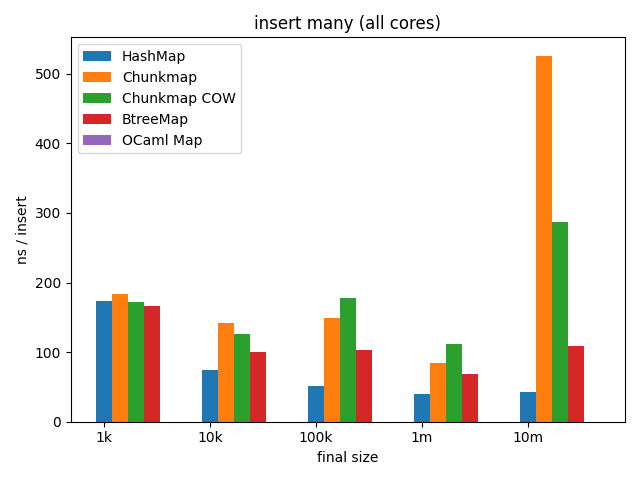 insert many (all cores)
HashMap
Chunkmap
Chunkmap COW
BtreeMap
OCaml Map
ns / insert
500
400
300
200
100
0
1k 10k 100k 1m 10m
final size